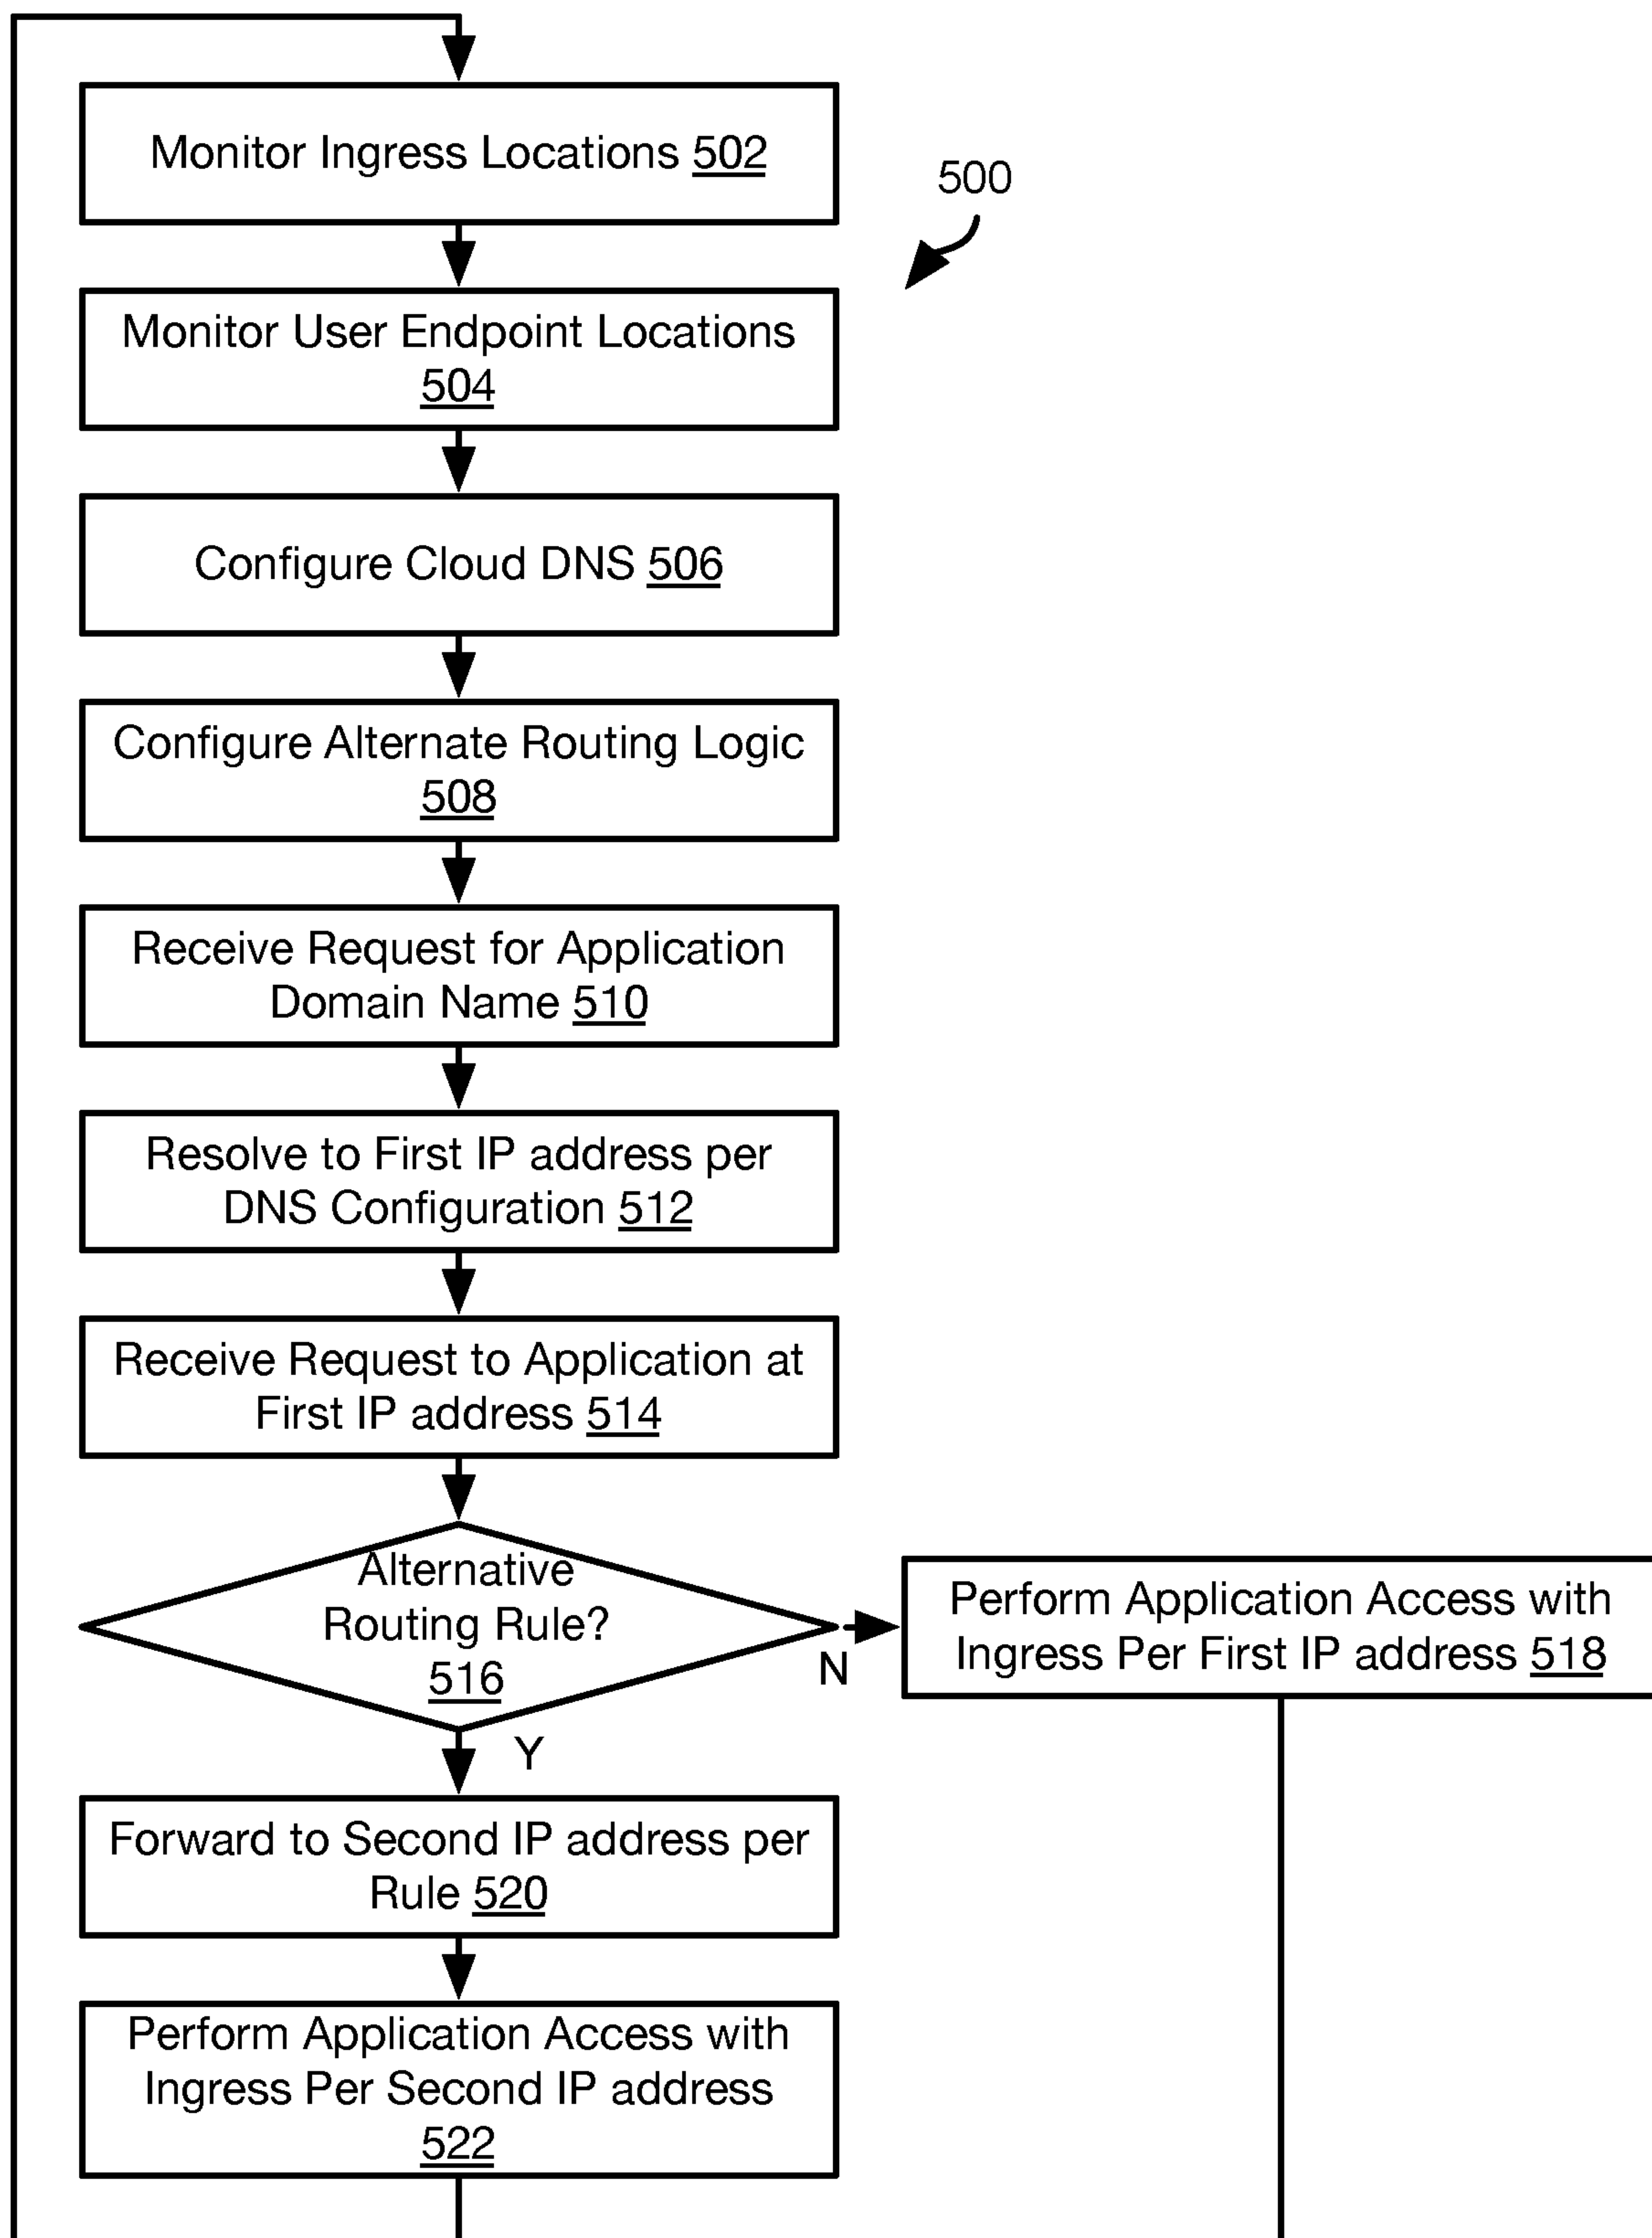 Monitor Ingress Locations 502
500
Monitor User Endpoint Locations
504
Configure Cloud DNS 506
Configure Alternate Routing Logic
508
Receive Request for Application
Domain Name 510
Resolve to First IP address per
DNS Configuration 512
Receive Request to Application at
First IP address 514
Alternative
Routing Rule?
516
N
Perform Application Access with
Ingress Per First IP address 518
Y
Forward to Second IP address per
Rule 520
Perform Application Access with
Ingress Per Second IP address
522